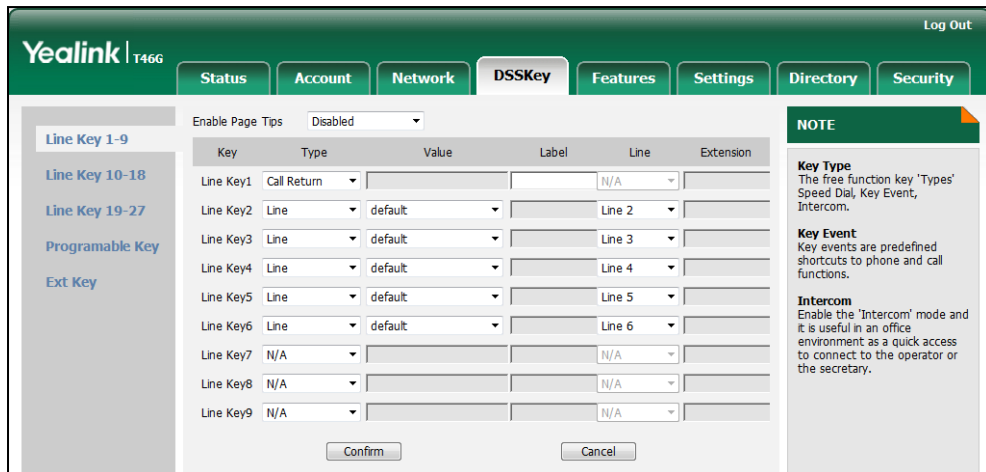 Log Out
Yealink T46G
Status Account Network DSSKey Features Settings Directory Security
Line Key 1-9
Line Key 10-18
Line Key 19-27
Programable Key
Ext Key
Enable Page Tips Disabled
Key Type Value Label Line Extension
Line Key1 Call Return N/A
Line Key2 Line default Line 2
Line Key3 Line default Line 3
Line Key4 Line default Line 4
Line Key5 Line default Line 5
Line Key6 Line default Line 6
Line Key7 N/A N/A
Line Key8 N/A N/A
Line Key9 N/A N/A
Confirm Cancel
NOTE
Key Type
The free function key 'Types'
Speed Dial, Key Event,
Intercom.
Key Event
Key events are predefined
shortcuts to phone and call
functions.
Intercom
Enable the 'Intercom' mode and
it is useful in an office
environment as a quick access
to connect to the operator or
the secretary.